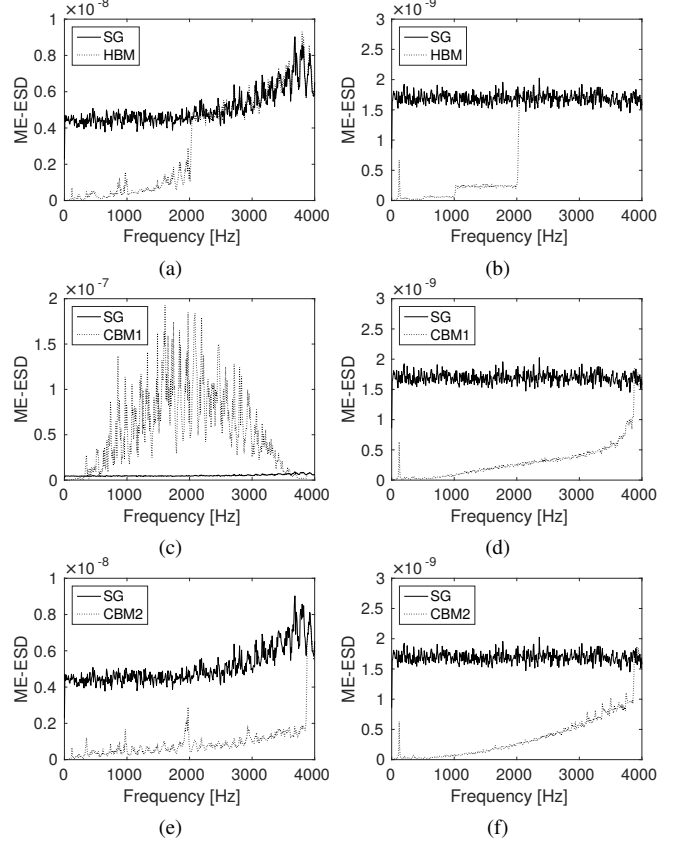 ×10⁻⁸
SG
HBM
ME-ESD
1
0.8
0.6
0.4
0.2
0
0 1000 2000 3000 4000
Frequency [Hz]
(a)
×10⁻⁹
SG
HBM
ME-ESD
3
2.5
2
1.5
1
0.5
0
0 1000 2000 3000 4000
Frequency [Hz]
(b)
×10⁻⁷
SG
CBM1
ME-ESD
2
1.5
1
0.5
0
0 1000 2000 3000 4000
Frequency [Hz]
(c)
×10⁻⁹
SG
CBM1
ME-ESD
3
2.5
2
1.5
1
0.5
0
0 1000 2000 3000 4000
Frequency [Hz]
(d)
×10⁻⁸
SG
CBM2
ME-ESD
1
0.8
0.6
0.4
0.2
0
0 1000 2000 3000 4000
Frequency [Hz]
(e)
×10⁻⁹
SG
CBM2
ME-ESD
3
2.5
2
1.5
1
0.5
0
0 1000 2000 3000 4000
Frequency [Hz]
(f)